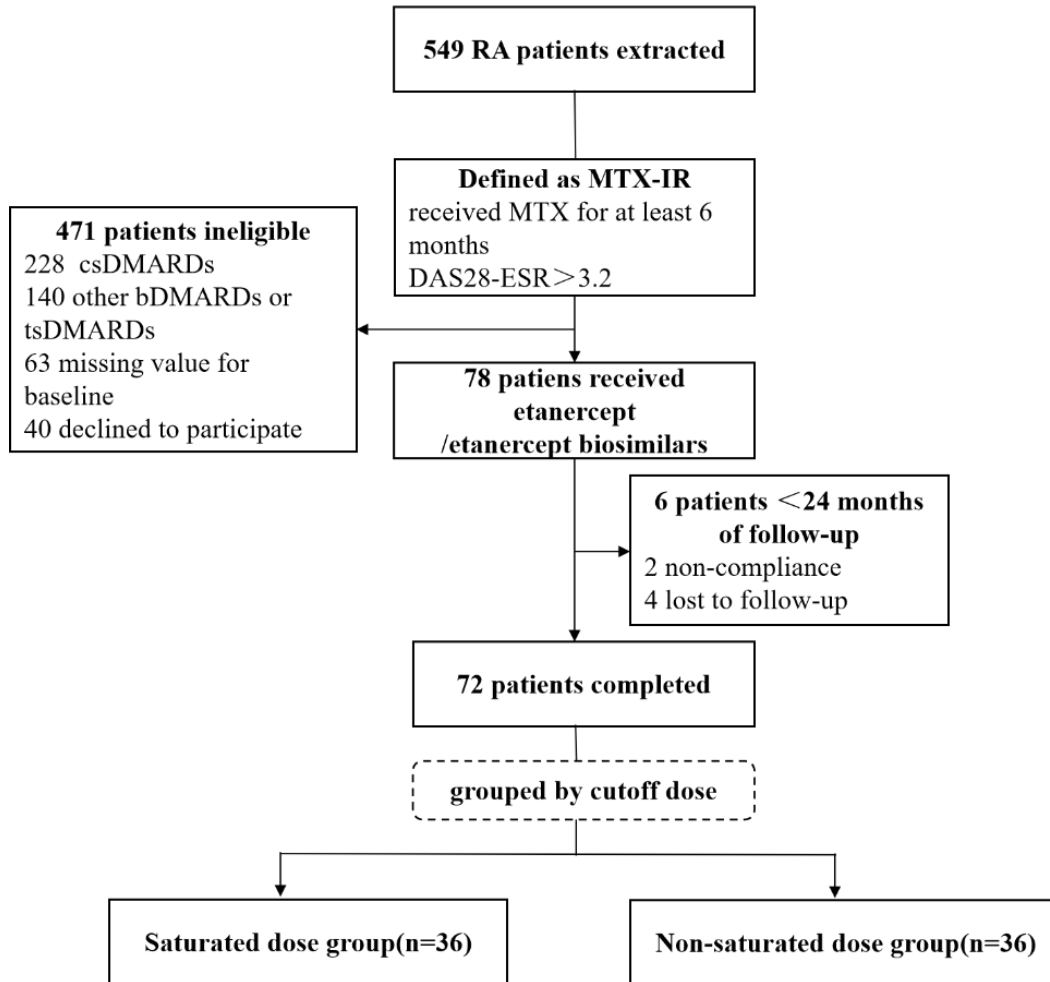 549 RA patients extracted
Defined as MTX-IR
received MTX for at least 6
months
DAS28-ESR＞3.2
471 patients ineligible
228 csDMARDs
140 other bDMARDs or
tsDMARDs
63 missing value for
baseline
40 declined to participate
78 patiens received
etanercept
/etanercept biosimilars
6 patients ＜24 months
of follow-up
2 non-compliance
4 lost to follow-up
72 patients completed
grouped by cutoff dose
Saturated dose group(n=36)
Non-saturated dose group(n=36)